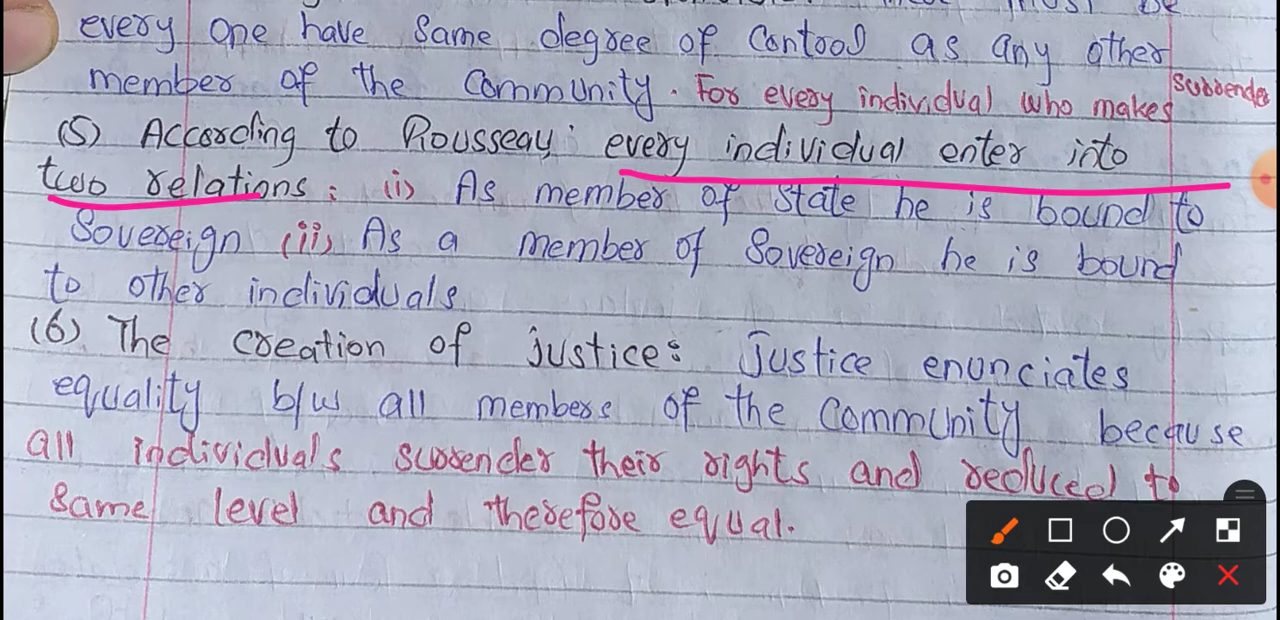 must be
every one have same degree of Control as any other
member of the Community. For every individual who makes surrender
(5) According to Rousseau: every individual enter into
two relations: (i) As member of State he is bound to
Sovereign (ii) As a member of Sovereign he is bound
to other individuals
(6) The creation of justice: Justice enunciates
equality b/w all members of the Community because
all individuals surrender their rights and reduced to
same level and therefore equal.